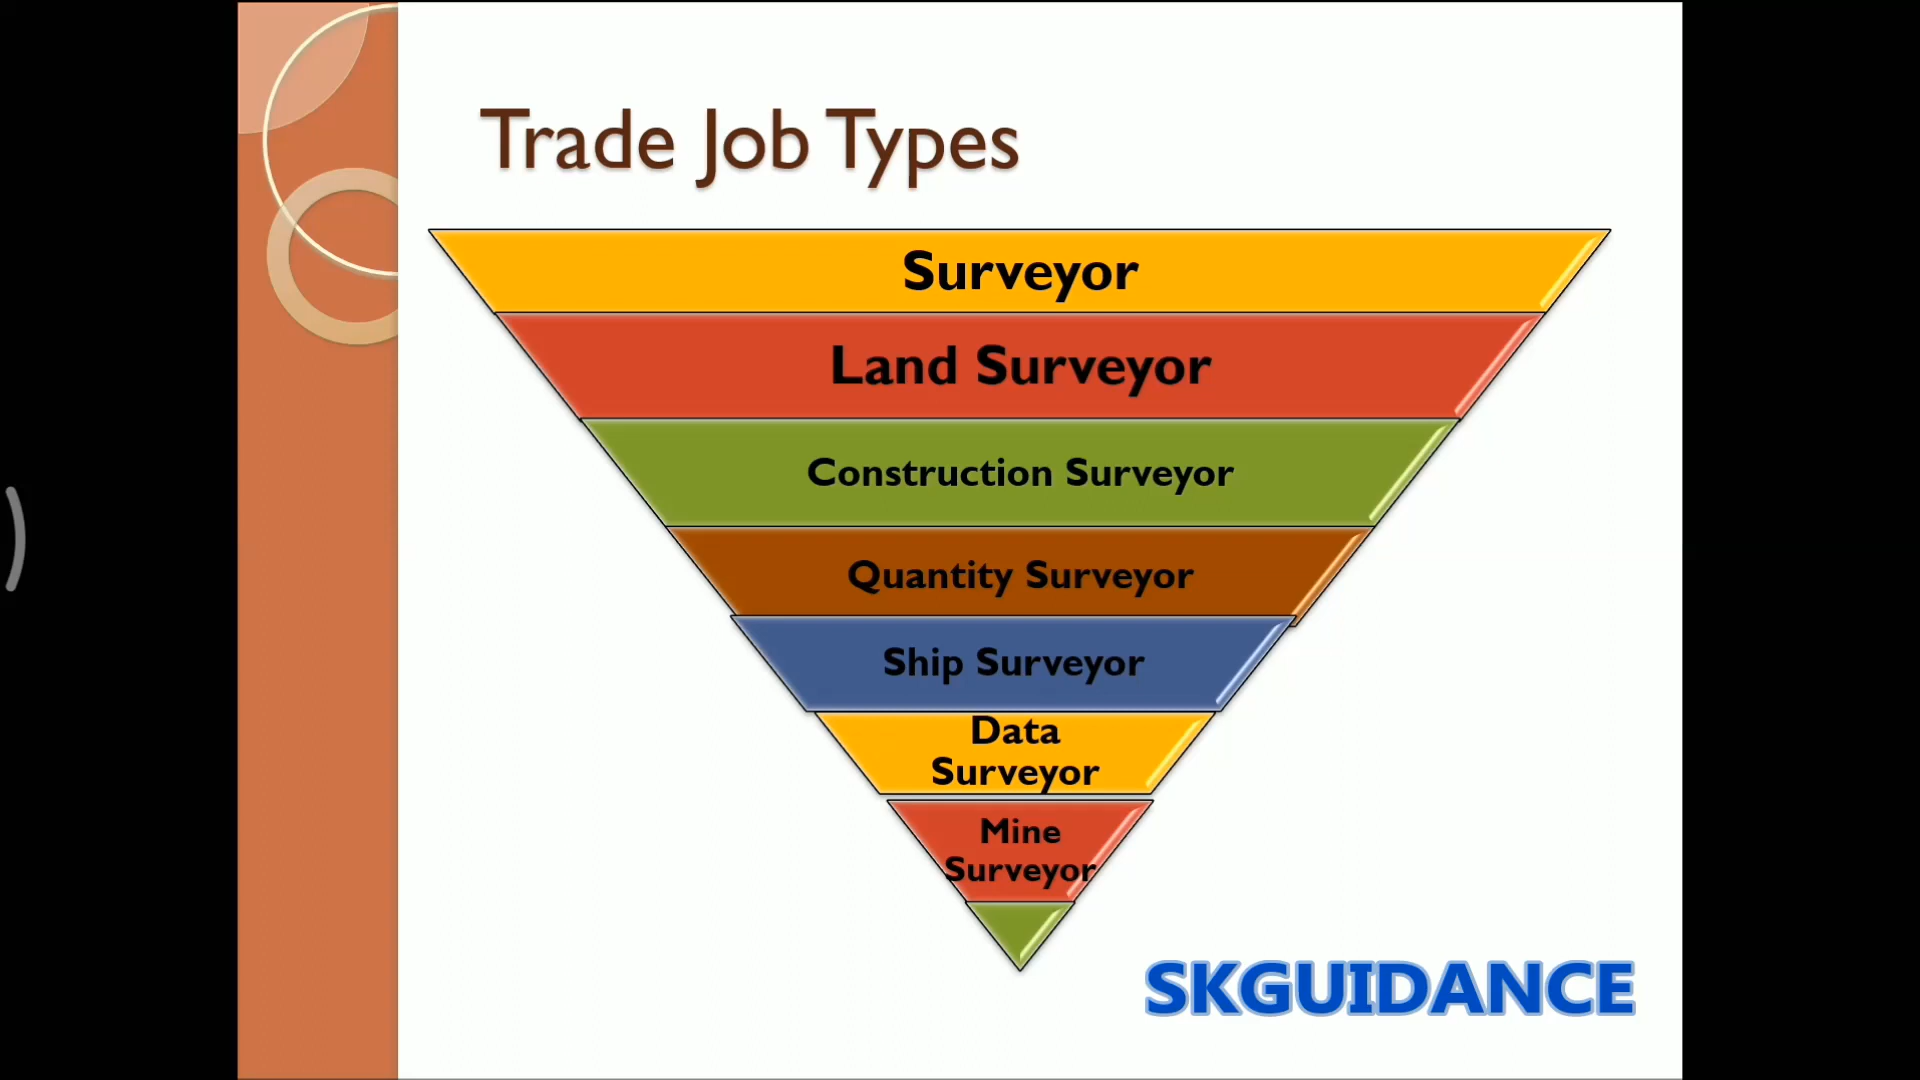 Trade Job Types
Surveyor
Land Surveyor
Construction Surveyor
Quantity Surveyor
Ship Surveyor
Data
Surveyor
Mine
Surveyor
SKGUIDANCE